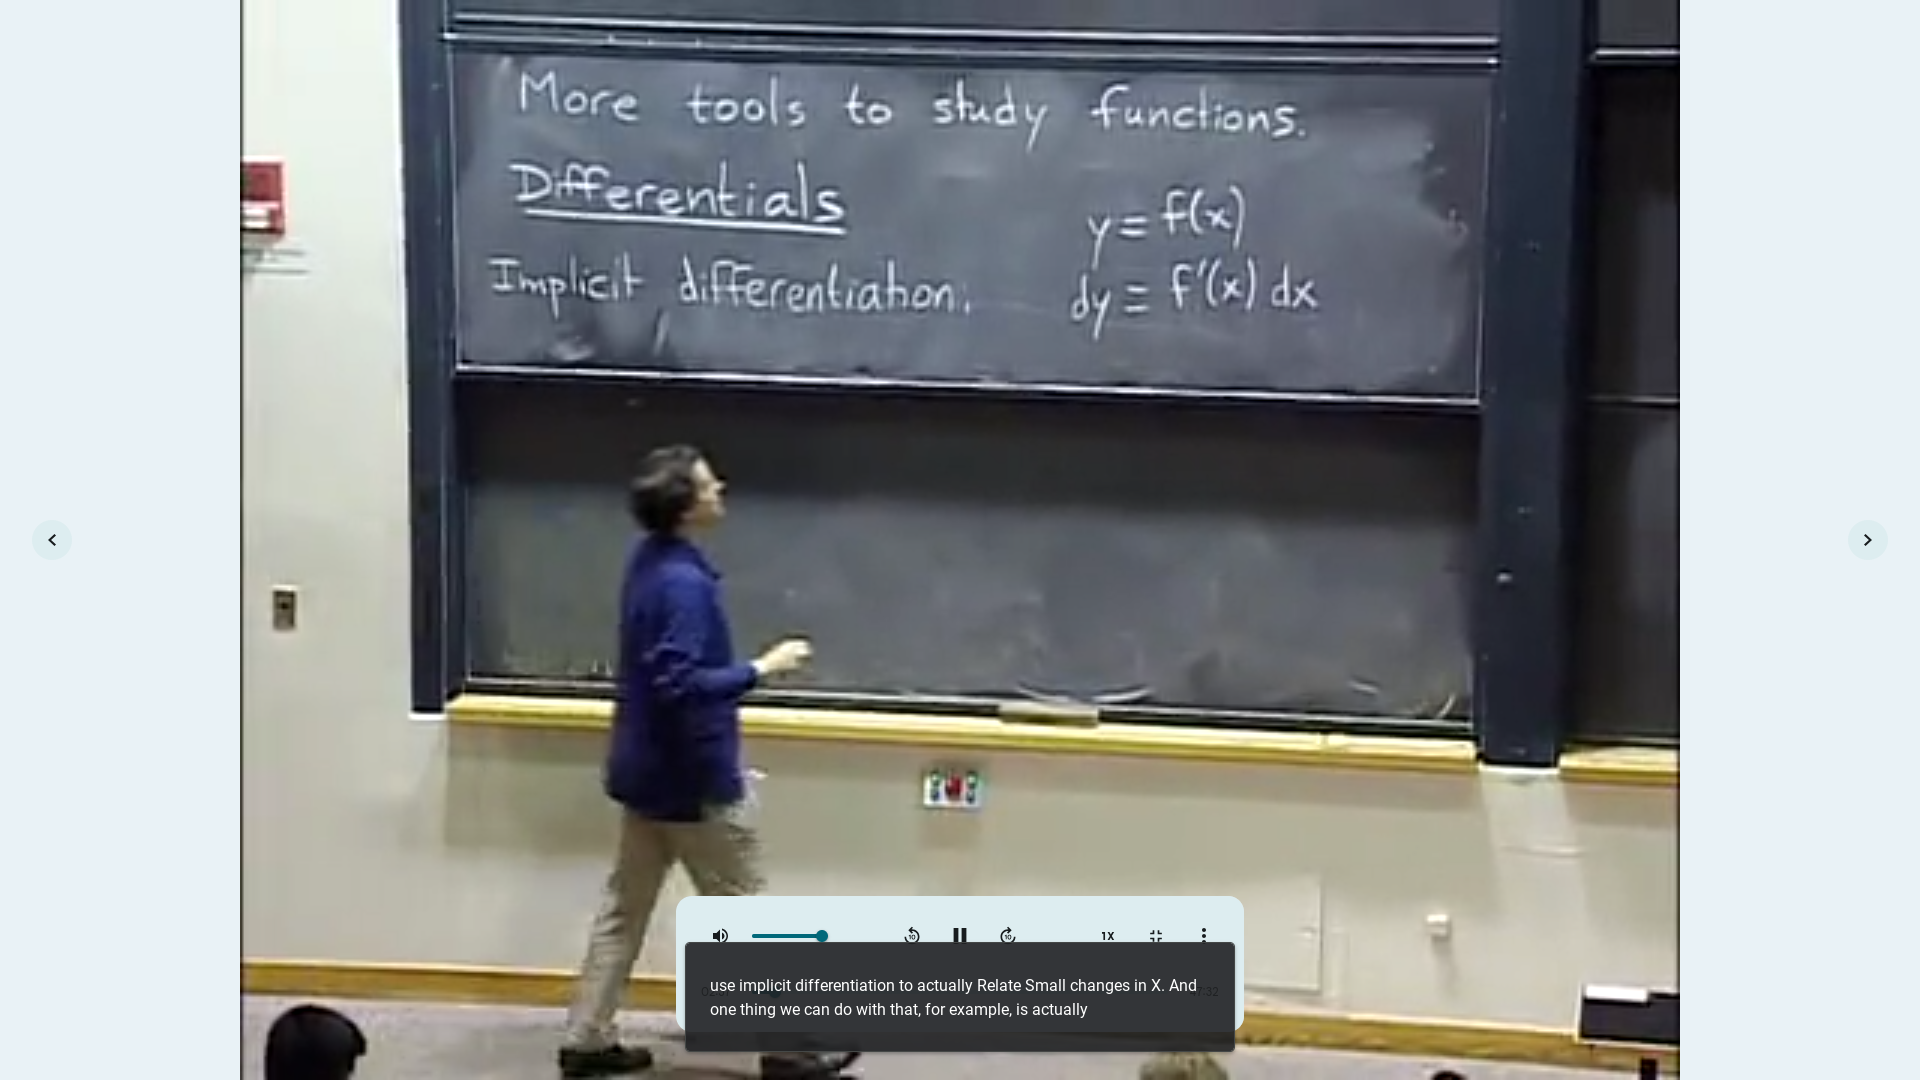 More tools to study functions.
Differentials
y = f(x)
Implicit differentiation.
dy = f'(x) dx
1X
use implicit differentiation to actually Relate Small changes in X. And
one thing we can do with that, for example, is actually